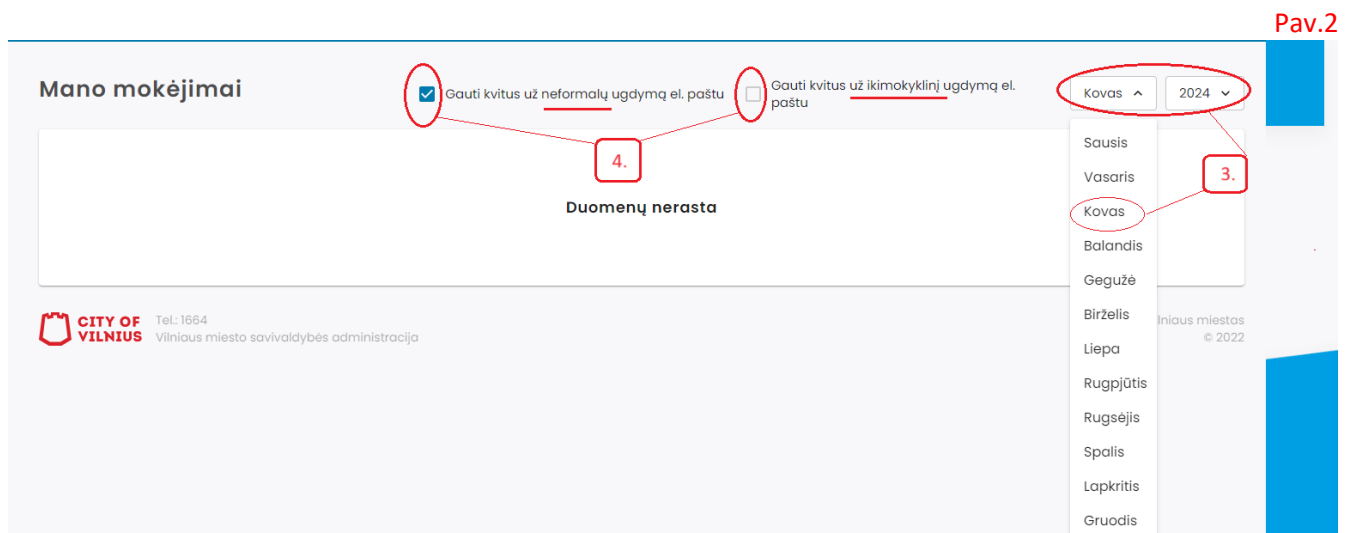 Pav.2
Mano mokėjimai
Gauti kvitus už neformalų ugdymą el. paštu
Gauti kvitus už ikimokyklinį ugdymą el.
paštu
Kovas
2024
4.
3.
Duomenų nerasta
Sausis
Vasaris
Kovas
Balandis
Gegužė
Birželis
Liepa
Rugpjūtis
Rugsėjis
Spalis
Lapkritis
Gruodis
CITY OF
VILNIUS
Tel.: 1664
Vilniaus miesto savivaldybės administracija
lniaus miestas
© 2022